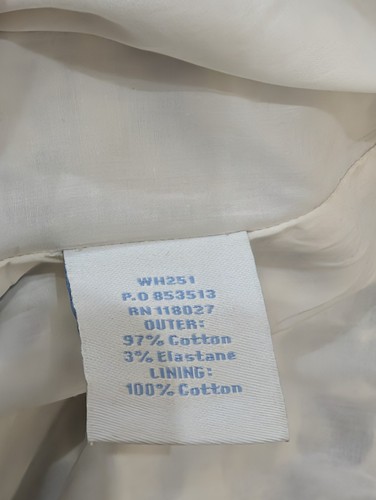 WH251
P.O 853513
RN 118027
OUTER:
97% Cotton
3% Elastane
LINING:
100% Cotton